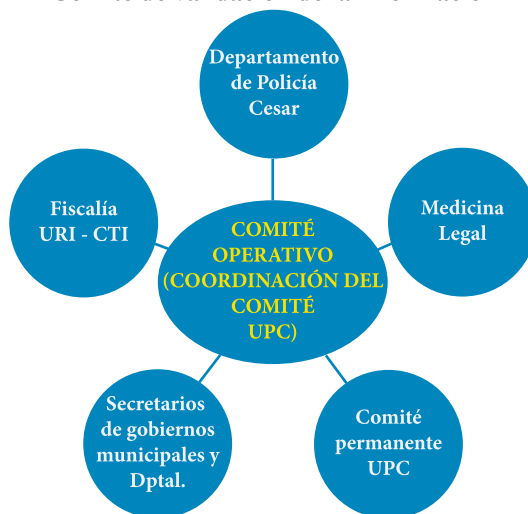 Departamento
de Policía
Cesar
Fiscalía
URI - CTI
Medicina
Legal
COMITÉ
OPERATIVO
(COORDINACIÓN DEL
COMITÉ
UPC)
Secretarios
de gobiernos
municipales y
Dptal.
Comité
permanente
UPC